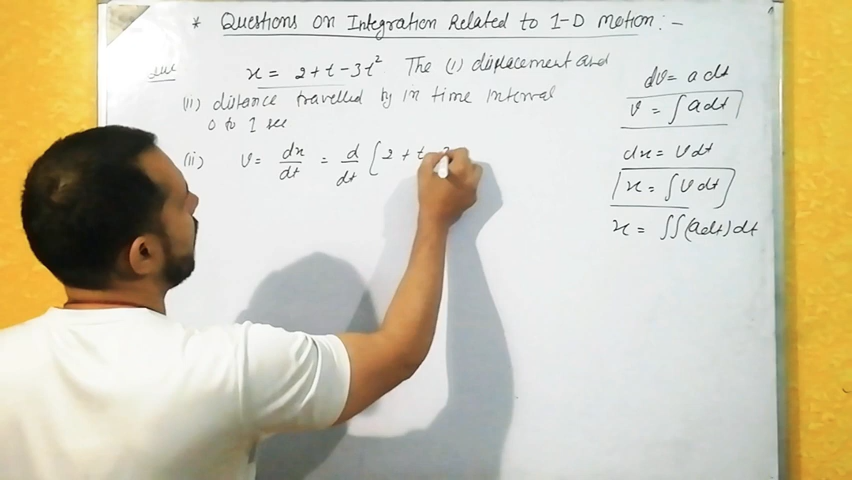 * Questions On Integration Related to 1-D motion :-
x = 2 + t - 3t² The (i) displacement and
(ii) distance travelled by in time interval
0 to 1 sec
(ii) v = dx/dt = d/dt [2 + t
dv = a dt
v = ∫ a dt
dx = v dt
x = ∫ v dt
x = ∫∫ (a dt) dt